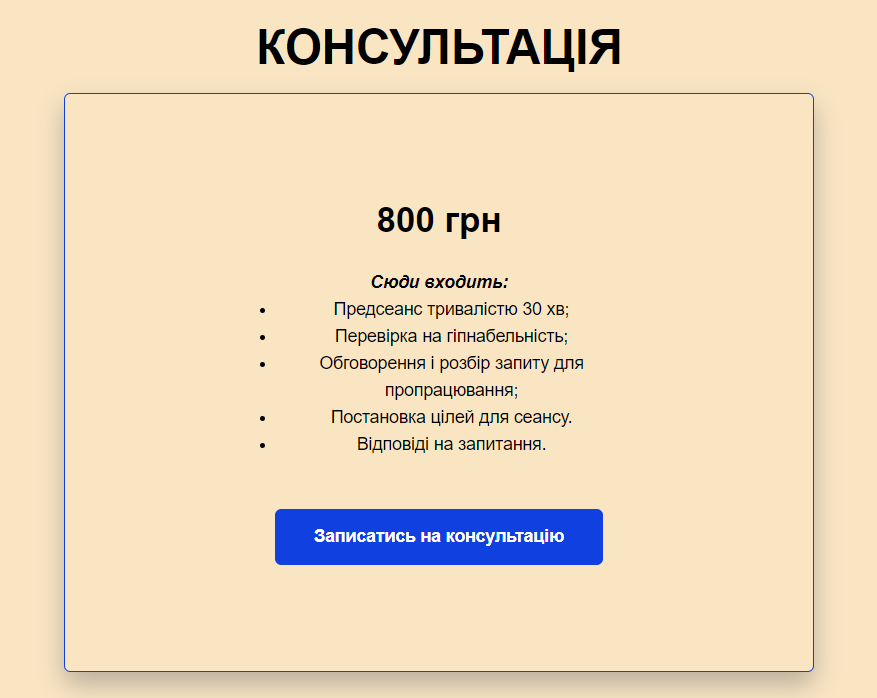 КОНСУЛЬТАЦІЯ
800 грн
Сюди входить:
• Предсеанс тривалістю 30 хв;
• Перевірка на гіпнабельність;
• Обговорення і розбір запиту для
пропрацювання;
• Постановка цілей для сеансу.
• Відповіді на запитання.
Записатись на консультацію